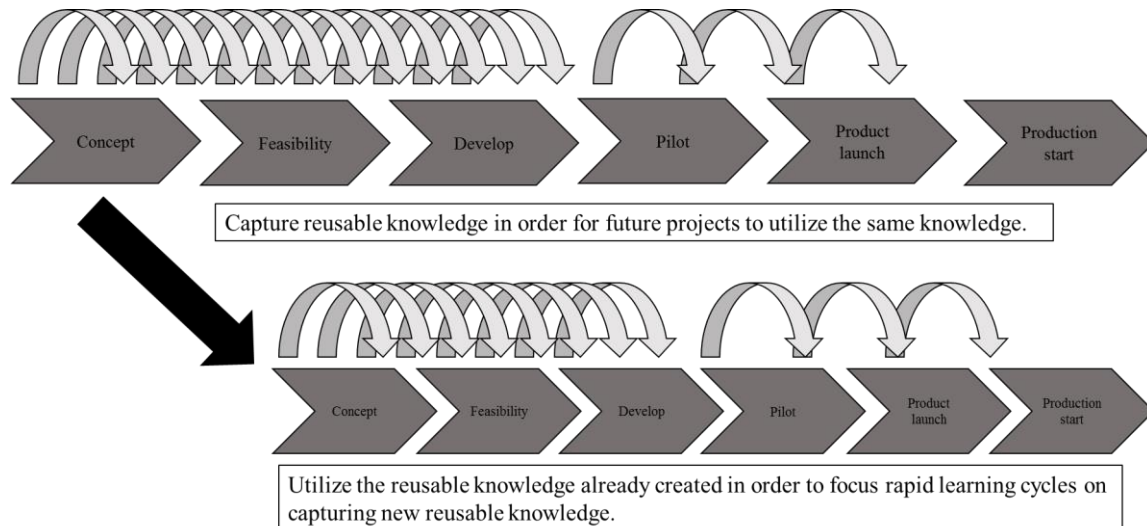 Concept
Feasibility
Develop
Pilot
Product
launch
Production
start
Capture reusable knowledge in order for future projects to utilize the same knowledge.
Concept
Feasibility
Develop
Pilot
Product
launch
Production
start
Utilize the reusable knowledge already created in order to focus rapid learning cycles on
capturing new reusable knowledge.